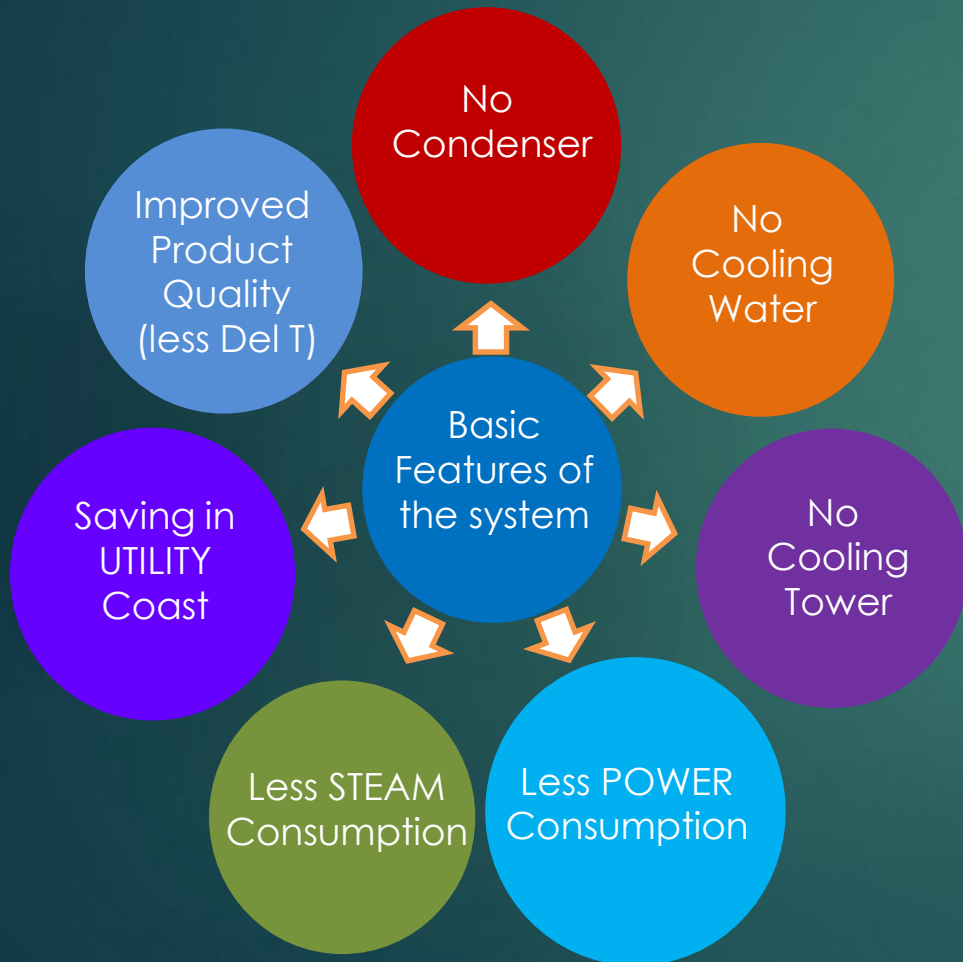 No
Condenser
No
Cooling
Water
No
Cooling
Tower
Less POWER
Consumption
Less STEAM
Consumption
Saving in
UTILITY
Coast
Improved
Product
Quality
(less Del T)
Basic
Features of
the system